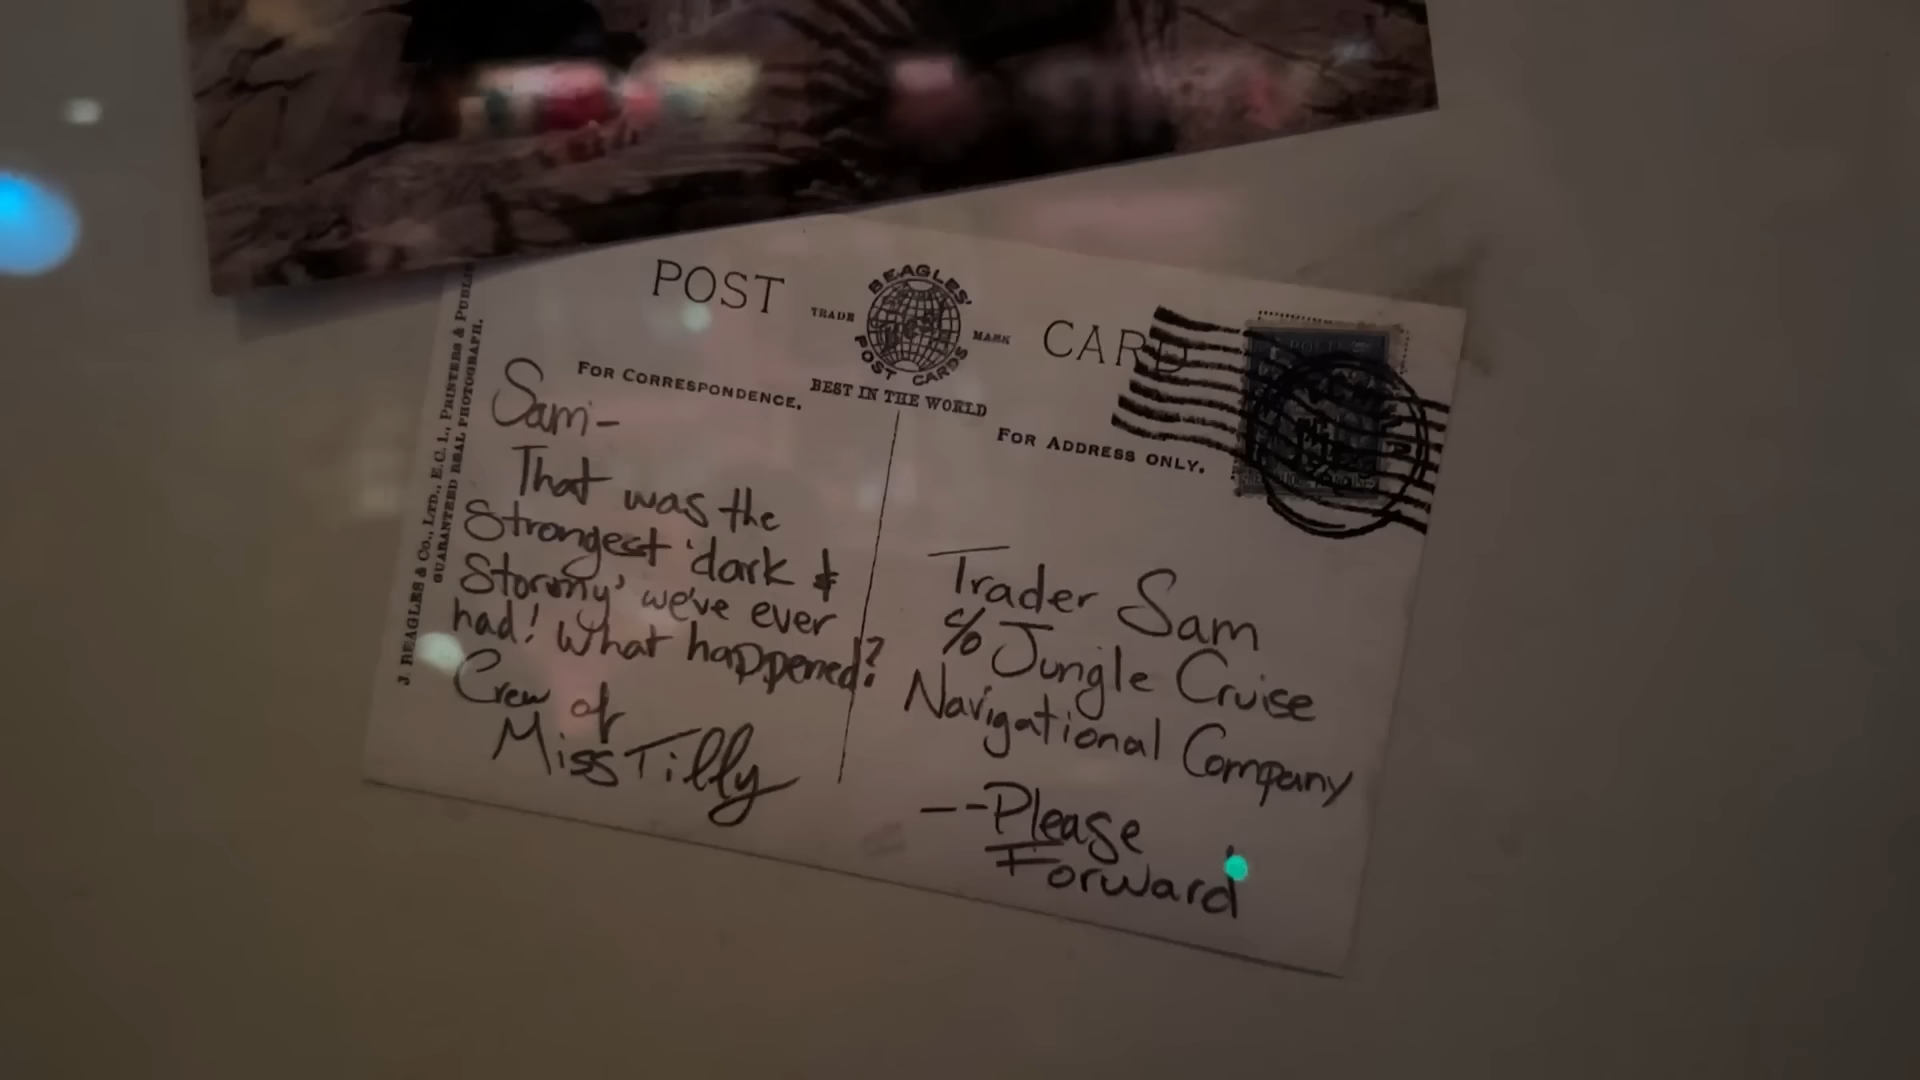 POST CARD
BEAGLES'
POST CARDS
TRADE MARK
BEST IN THE WORLD
FOR CORRESPONDENCE.
FOR ADDRESS ONLY.
J. BEAGLES & Co., LTD., E.C.1., PRINTERS & PUBLI
GUARANTEED REAL PHOTOGRAPH.
Sam-
That was the
Strongest 'dark &
Stormy' we've ever
had! What happened?
Crew of
Miss Tilly
Trader Sam
c/o Jungle Cruise
Navigational Company
--Please
Forward